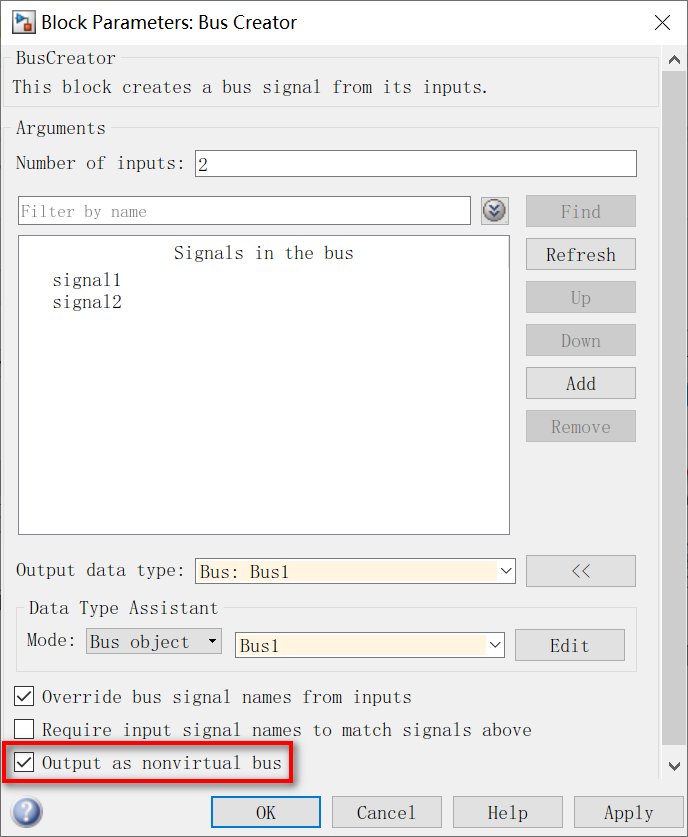 Block Parameters: Bus Creator
BusCreator
This block creates a bus signal from its inputs.
Arguments
Number of inputs: 2
Filter by name
Find
Signals in the bus
Refresh
signal1
signal2
Up
Down
Add
Remove
Output data type: Bus: Bus1 <<
Data Type Assistant
Mode: Bus object Bus1 Edit
Override bus signal names from inputs
Require input signal names to match signals above
Output as nonvirtual bus
? OK Cancel Help Apply